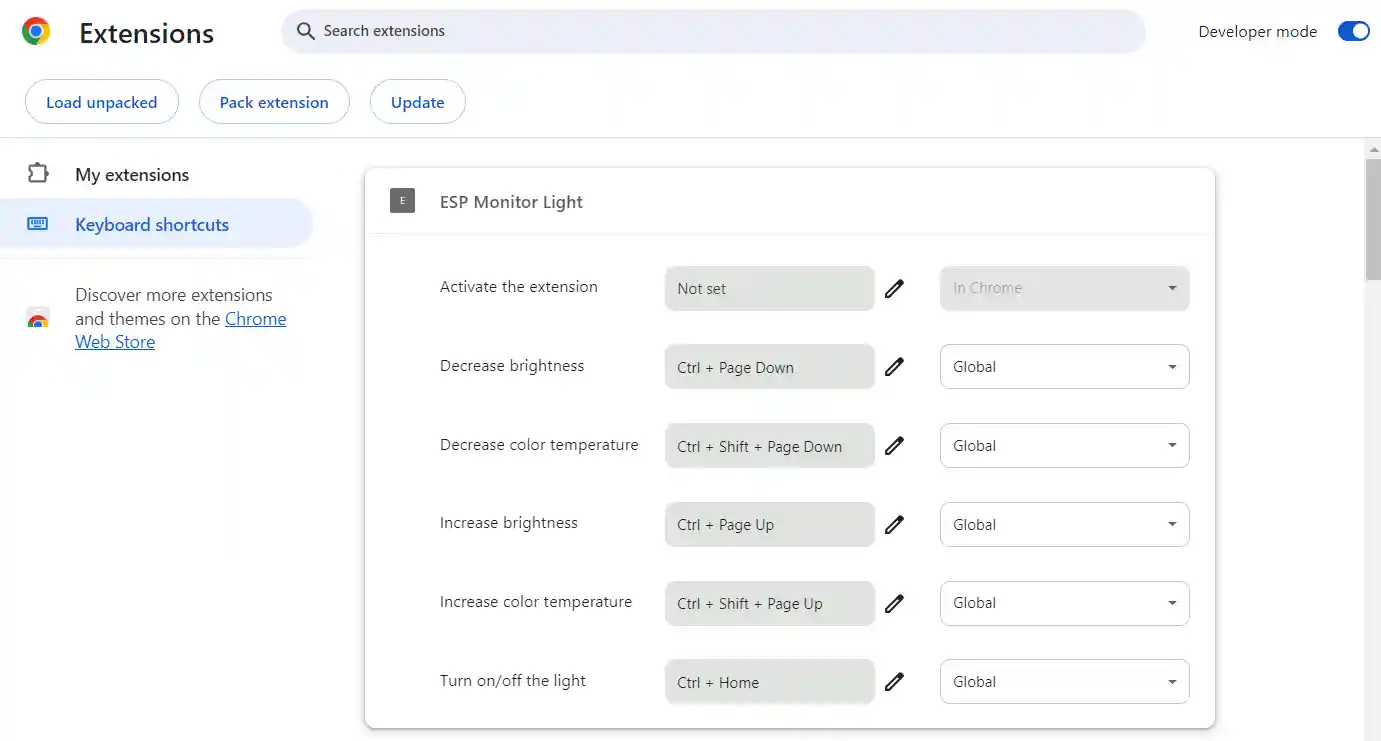 Extensions
Search extensions
Developer mode
Load unpacked
Pack extension
Update
My extensions
Keyboard shortcuts
Discover more extensions
and themes on the Chrome
Web Store
E
ESP Monitor Light
Activate the extension
Not set
In Chrome
Decrease brightness
Ctrl + Page Down
Global
Decrease color temperature
Ctrl + Shift + Page Down
Global
Increase brightness
Ctrl + Page Up
Global
Increase color temperature
Ctrl + Shift + Page Up
Global
Turn on/off the light
Ctrl + Home
Global